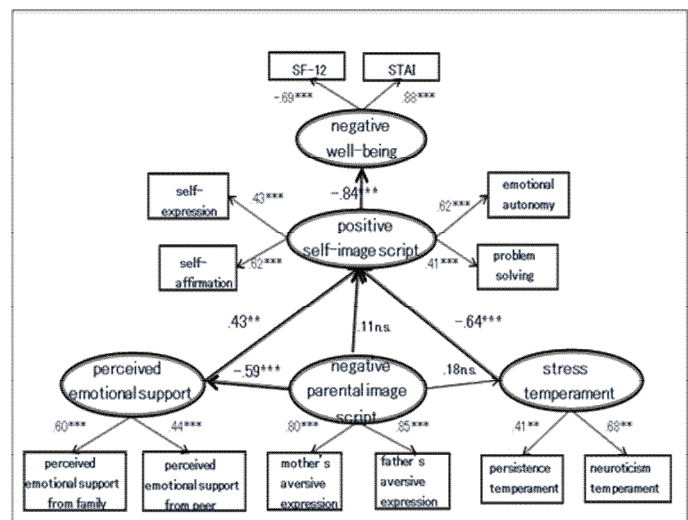 SF-12
STAI
-.69***
.88***
negative
well-being
-.84***
self-
expression
.43***
emotional
autonomy
.62***
positive
self-image script
self-
affirmation
.62***
problem
solving
.41***
.43**
.11n.s.
-.64***
perceived
emotional support
-.59***
negative
parental image
script
.18ns.
stress
temperament
.60***
.44***
.80***
.85***
.41**
.68**
perceived
emotional support
from family
perceived
emotional support
from peer
mother's
aversive
expression
father's
aversive
expression
persistence
temperament
neuroticism
temperament